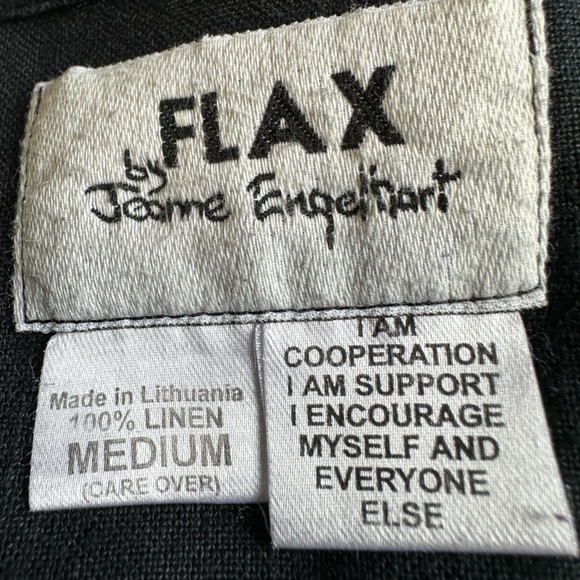 FLAX
by
Jeanne Engelhart
Made in Lithuania
100% LINEN
MEDIUM
(CARE OVER)
I AM
COOPERATION
I AM SUPPORT
I ENCOURAGE
MYSELF AND
EVERYONE
ELSE